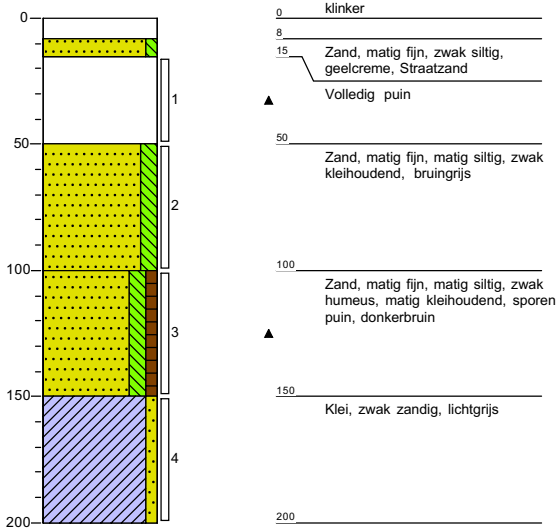 0
50
100
150
200
1
2
3
4
0
klinker
8
15
Zand, matig fijn, zwak siltig,
geelcreme, Straatzand
Volledig puin
50
Zand, matig fijn, matig siltig, zwak
kleihoudend, bruingrijs
100
Zand, matig fijn, matig siltig, zwak
humeus, matig kleihoudend, sporen
puin, donkerbruin
150
Klei, zwak zandig, lichtgrijs
200